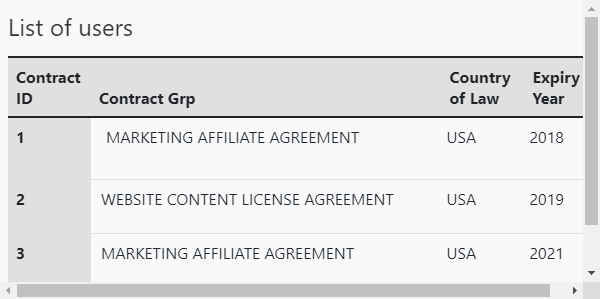 List of users
Contract ID Contract Grp Country of Law Expiry Year
1 MARKETING AFFILIATE AGREEMENT USA 2018
2 WEBSITE CONTENT LICENSE AGREEMENT USA 2019
3 MARKETING AFFILIATE AGREEMENT USA 2021